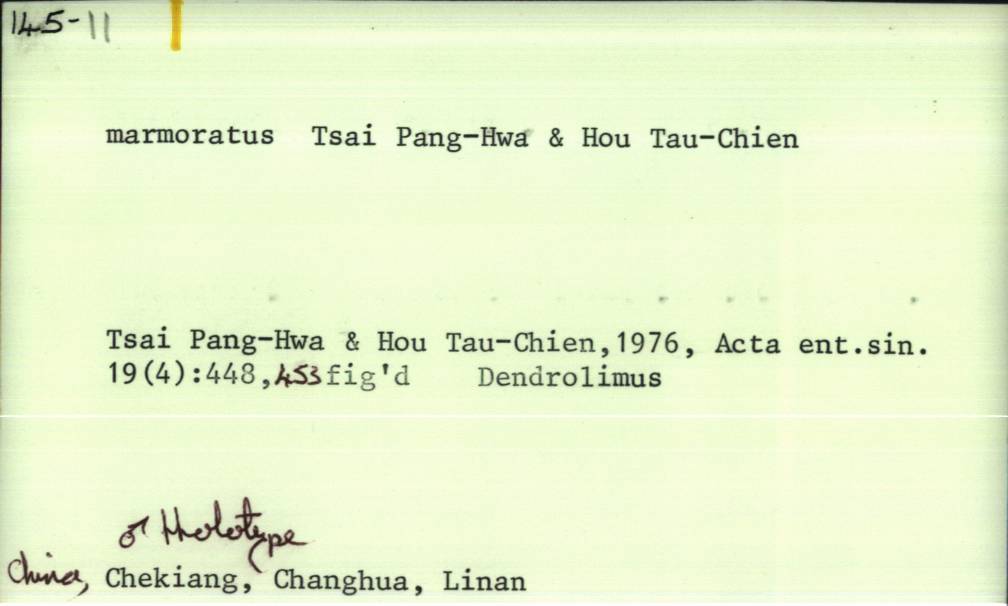 145-11
marmoratus Tsai Pang-Hwa & Hou Tau-Chien
Tsai Pang-Hwa & Hou Tau-Chien,1976, Acta ent.sin.
19(4):448,453fig'd Dendrolimus
♂ Holotype
China, Chekiang, Changhua, Linan